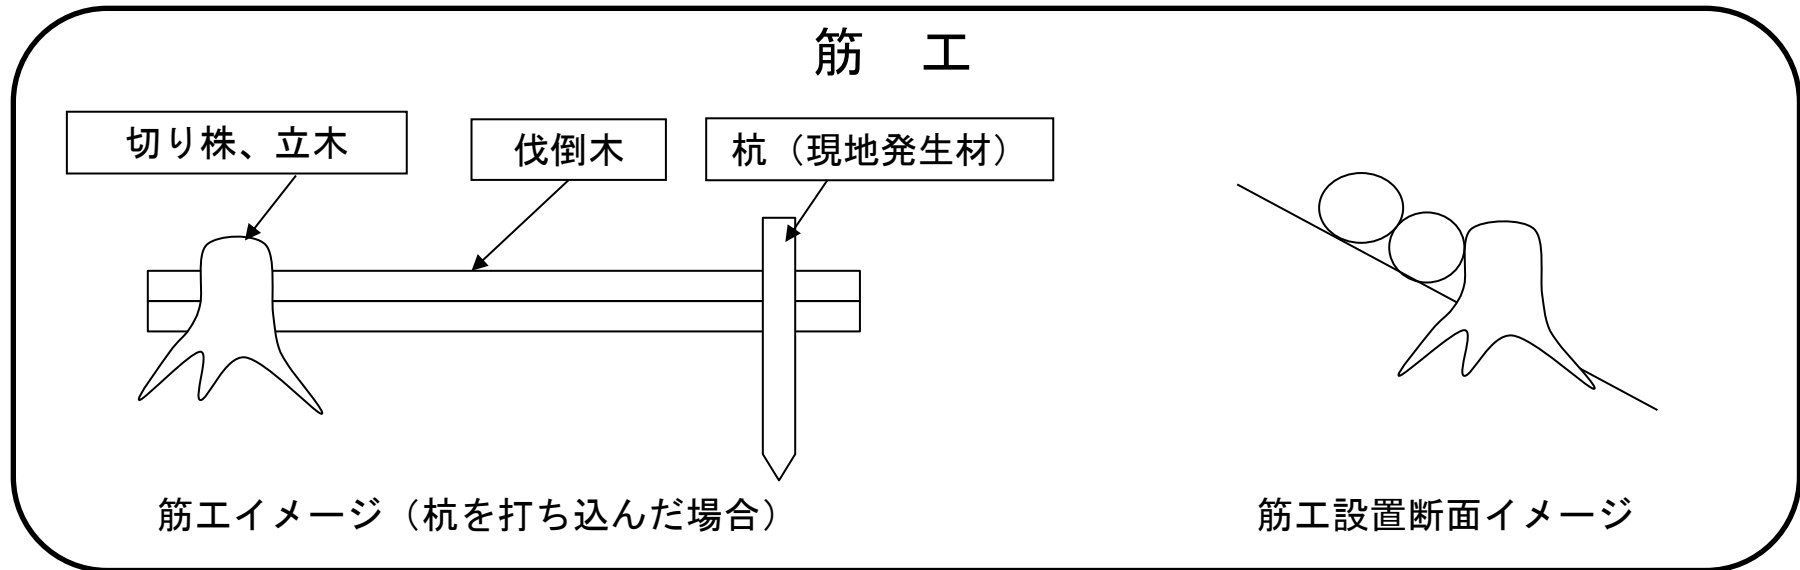 筋　工
切り株、立木
伐倒木
杭（現地発生材）
筋工イメージ（杭を打ち込んだ場合）
筋工設置断面イメージ